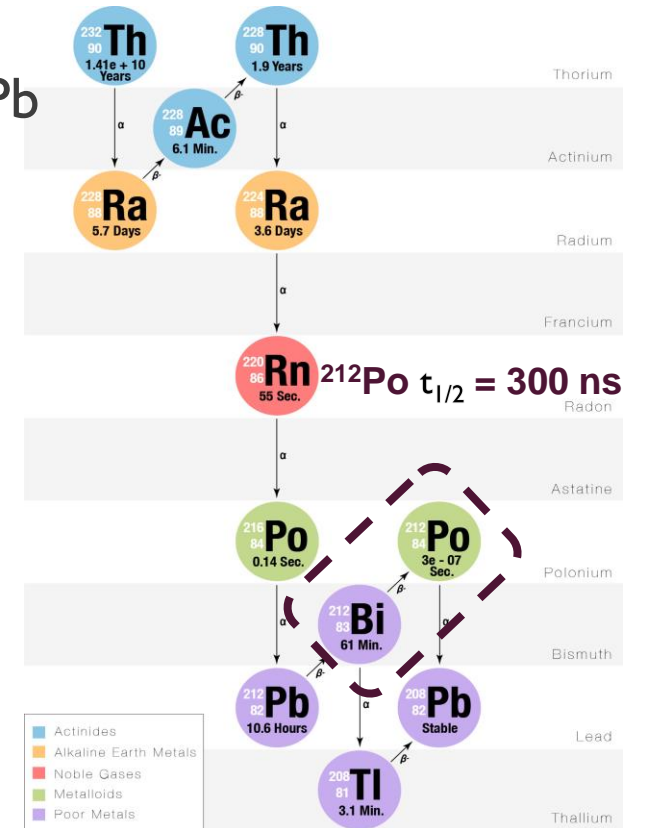 Pb
232
90
Th
1.41e + 10
Years
228
90
Th
1.9 Years
Thorium
α
β-
228
89
Ac
6.1 Min.
α
Actinium
β-
228
88
Ra
5.7 Days
224
88
Ra
3.6 Days
Radium
α
Francium
220
86
Rn
55 Sec.
212Po t1/2 = 300 ns
Radon
α
Astatine
216
84
Po
0.14 Sec.
212
84
Po
3e - 07
Sec.
Polonium
β-
α
212
83
Bi
61 Min.
α
Bismuth
β-
212
82
Pb
10.6 Hours
α
208
82
Pb
Stable
Lead
β-
208
81
Tl
3.1 Min.
Thallium
Actinides
Alkaline Earth Metals
Noble Gases
Metalloids
Poor Metals